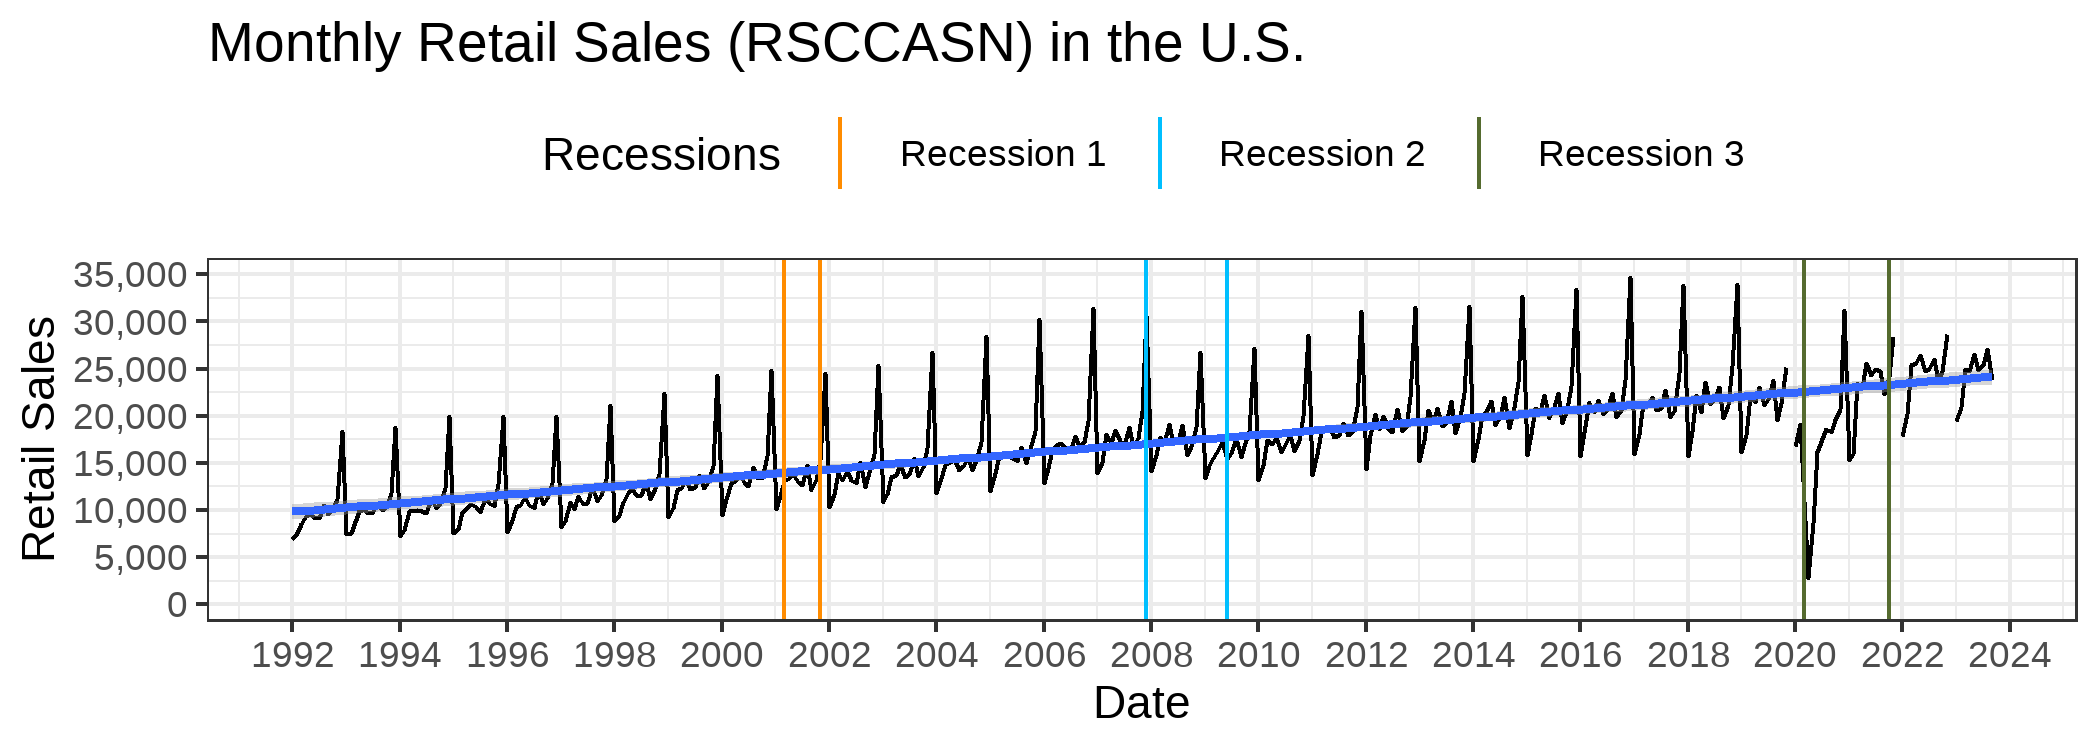 Monthly Retail Sales (RSCCASN) in the U.S.
Recessions Recession 1 Recession 2 Recession 3
Retail Sales
35,000
30,000
25,000
20,000
15,000
10,000
5,000
0
1992 1994 1996 1998 2000 2002 2004 2006 2008 2010 2012 2014 2016 2018 2020 2022 2024
Date